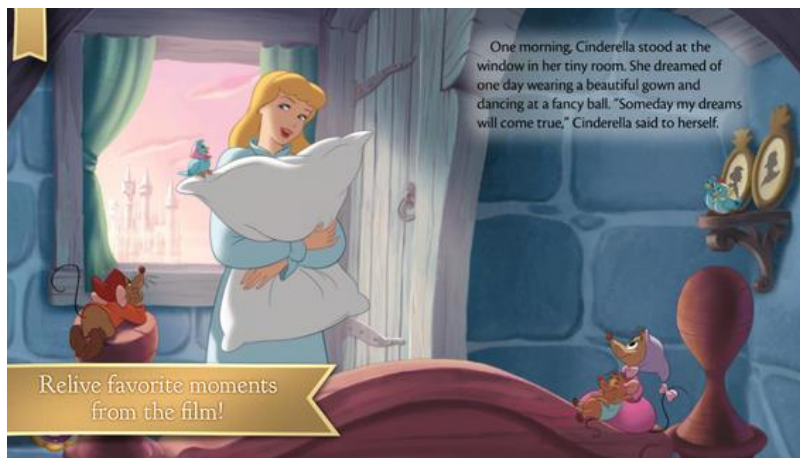 One morning, Cinderella stood at the
window in her tiny room. She dreamed of
one day wearing a beautiful gown and
dancing at a fancy ball. "Someday my dreams
will come true," Cinderella said to herself.
Relive favorite moments
from the film!